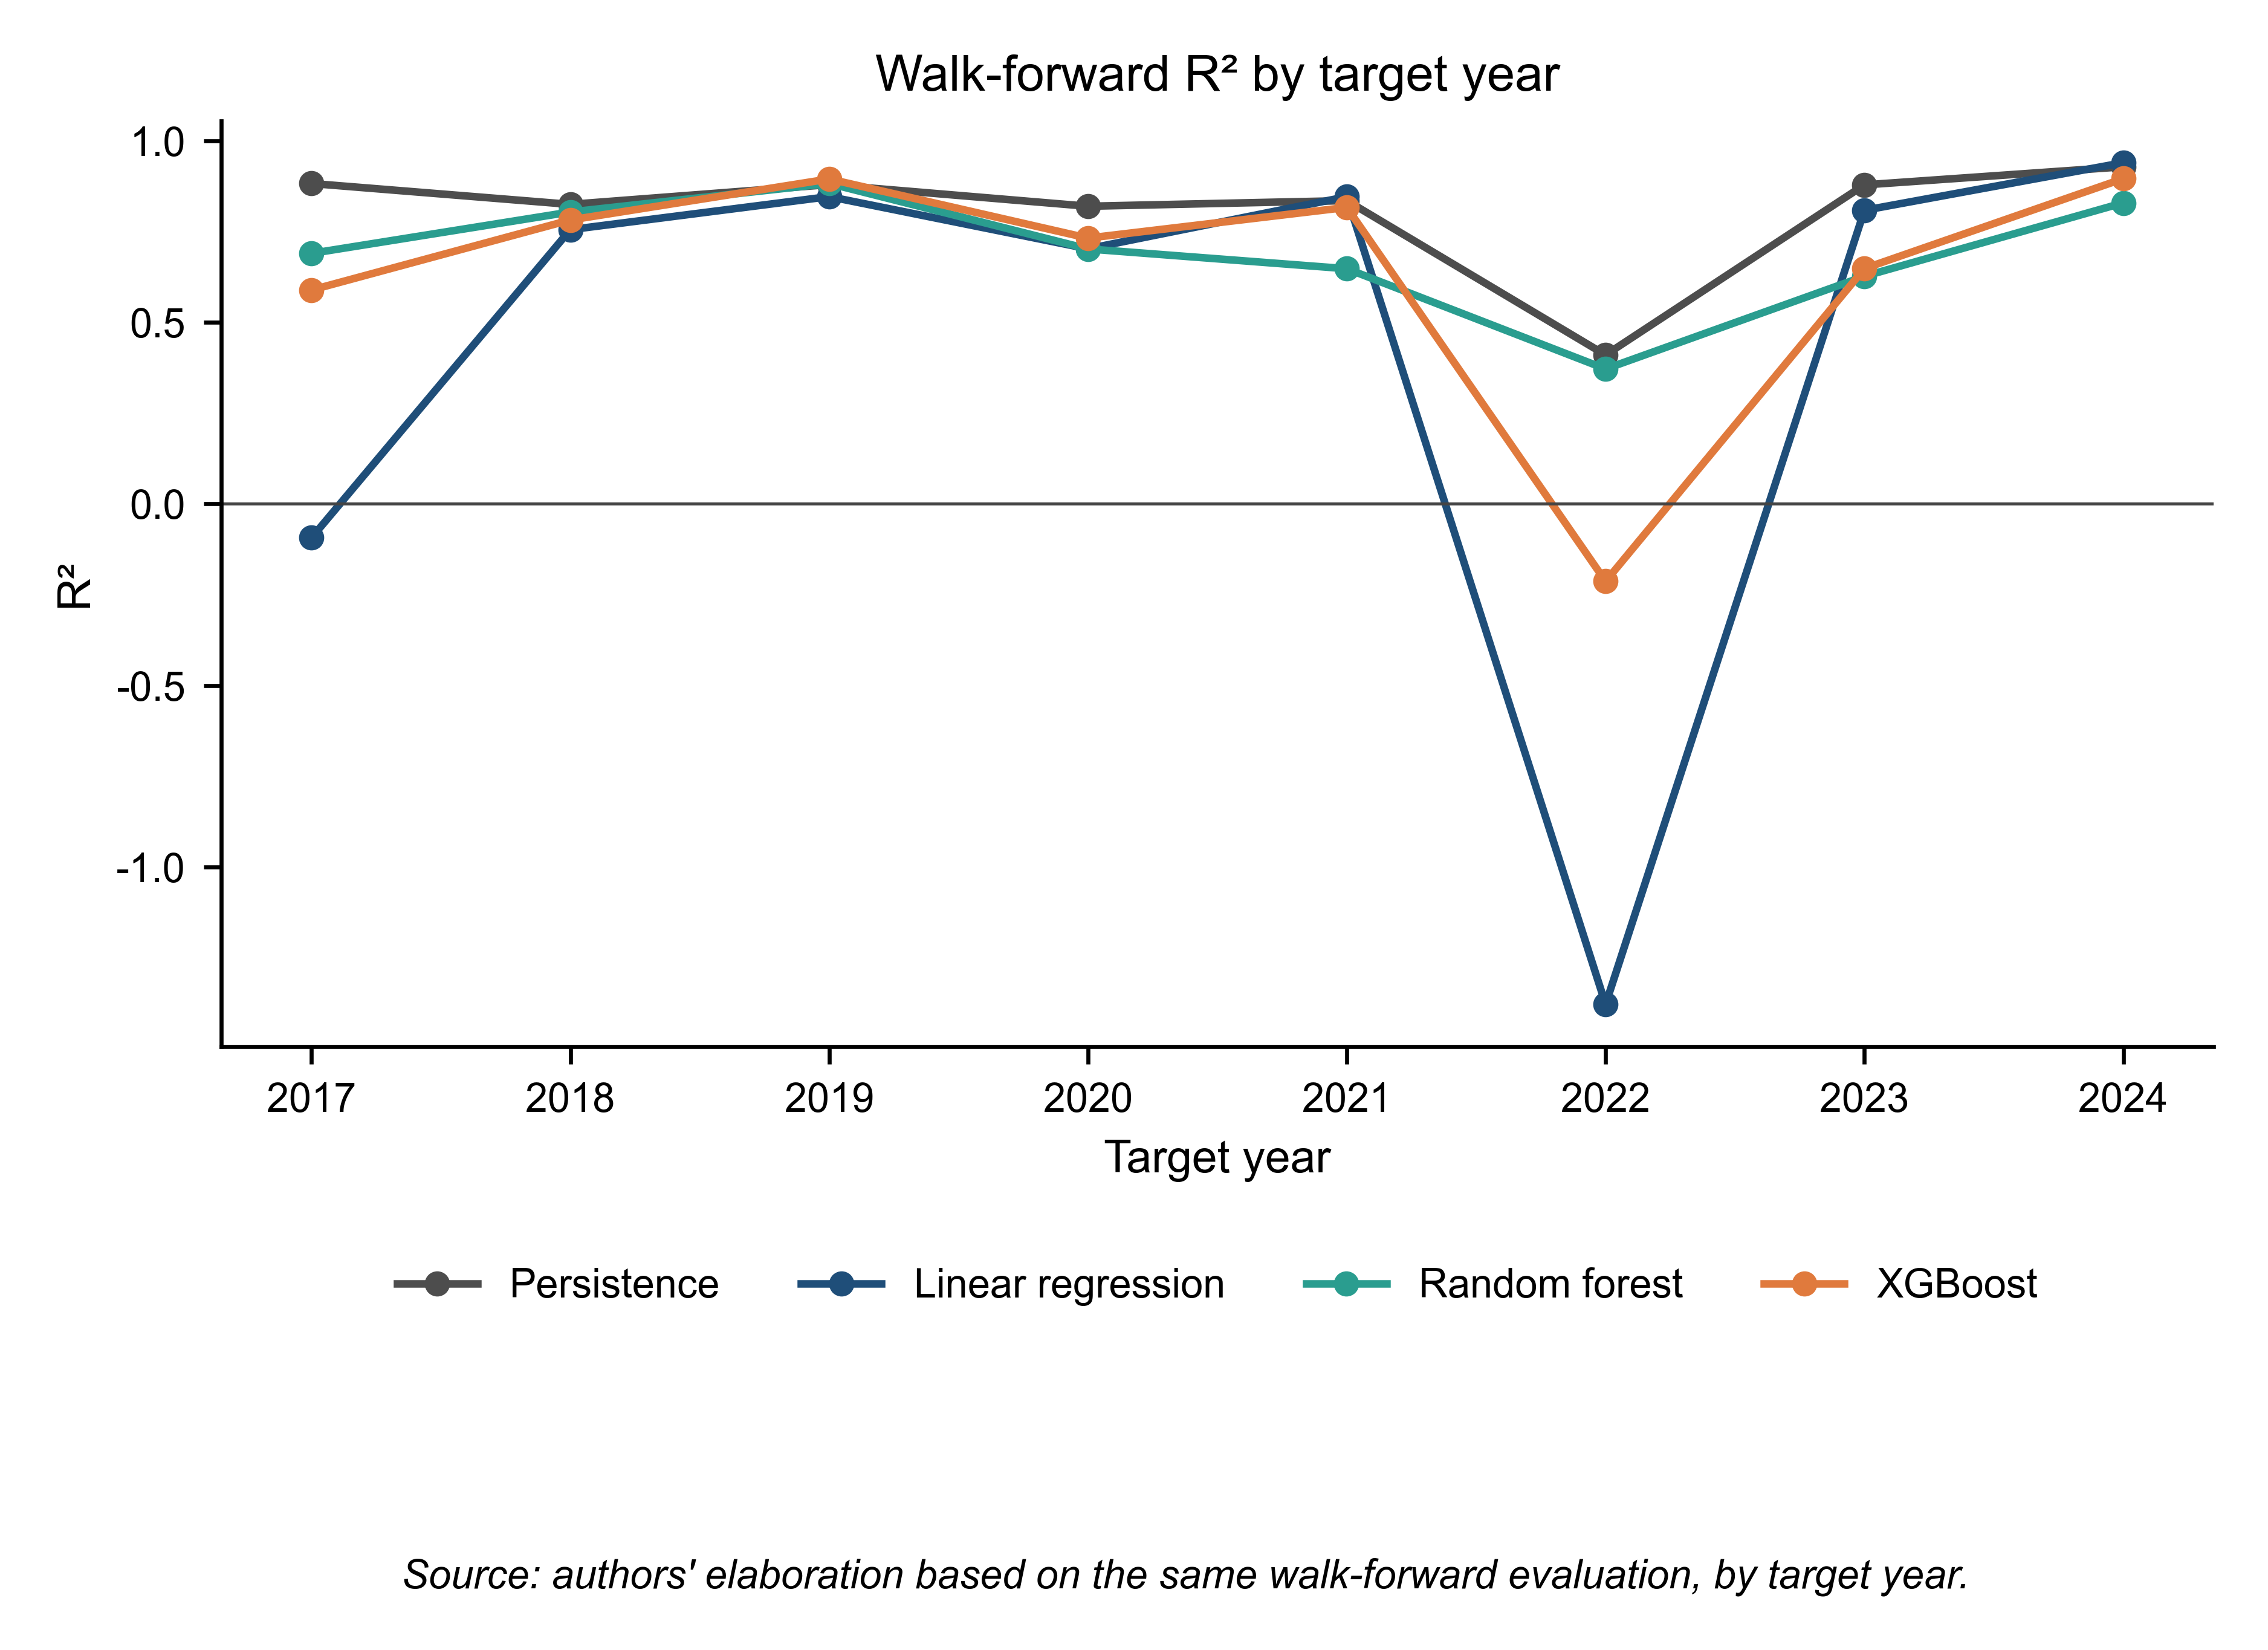 Walk-forward R² by target year
1.0
0.5
0.0
-0.5
-1.0
R²
2017 2018 2019 2020 2021 2022 2023 2024
Target year
Persistence Linear regression Random forest XGBoost
Source: authors' elaboration based on the same walk-forward evaluation, by target year.